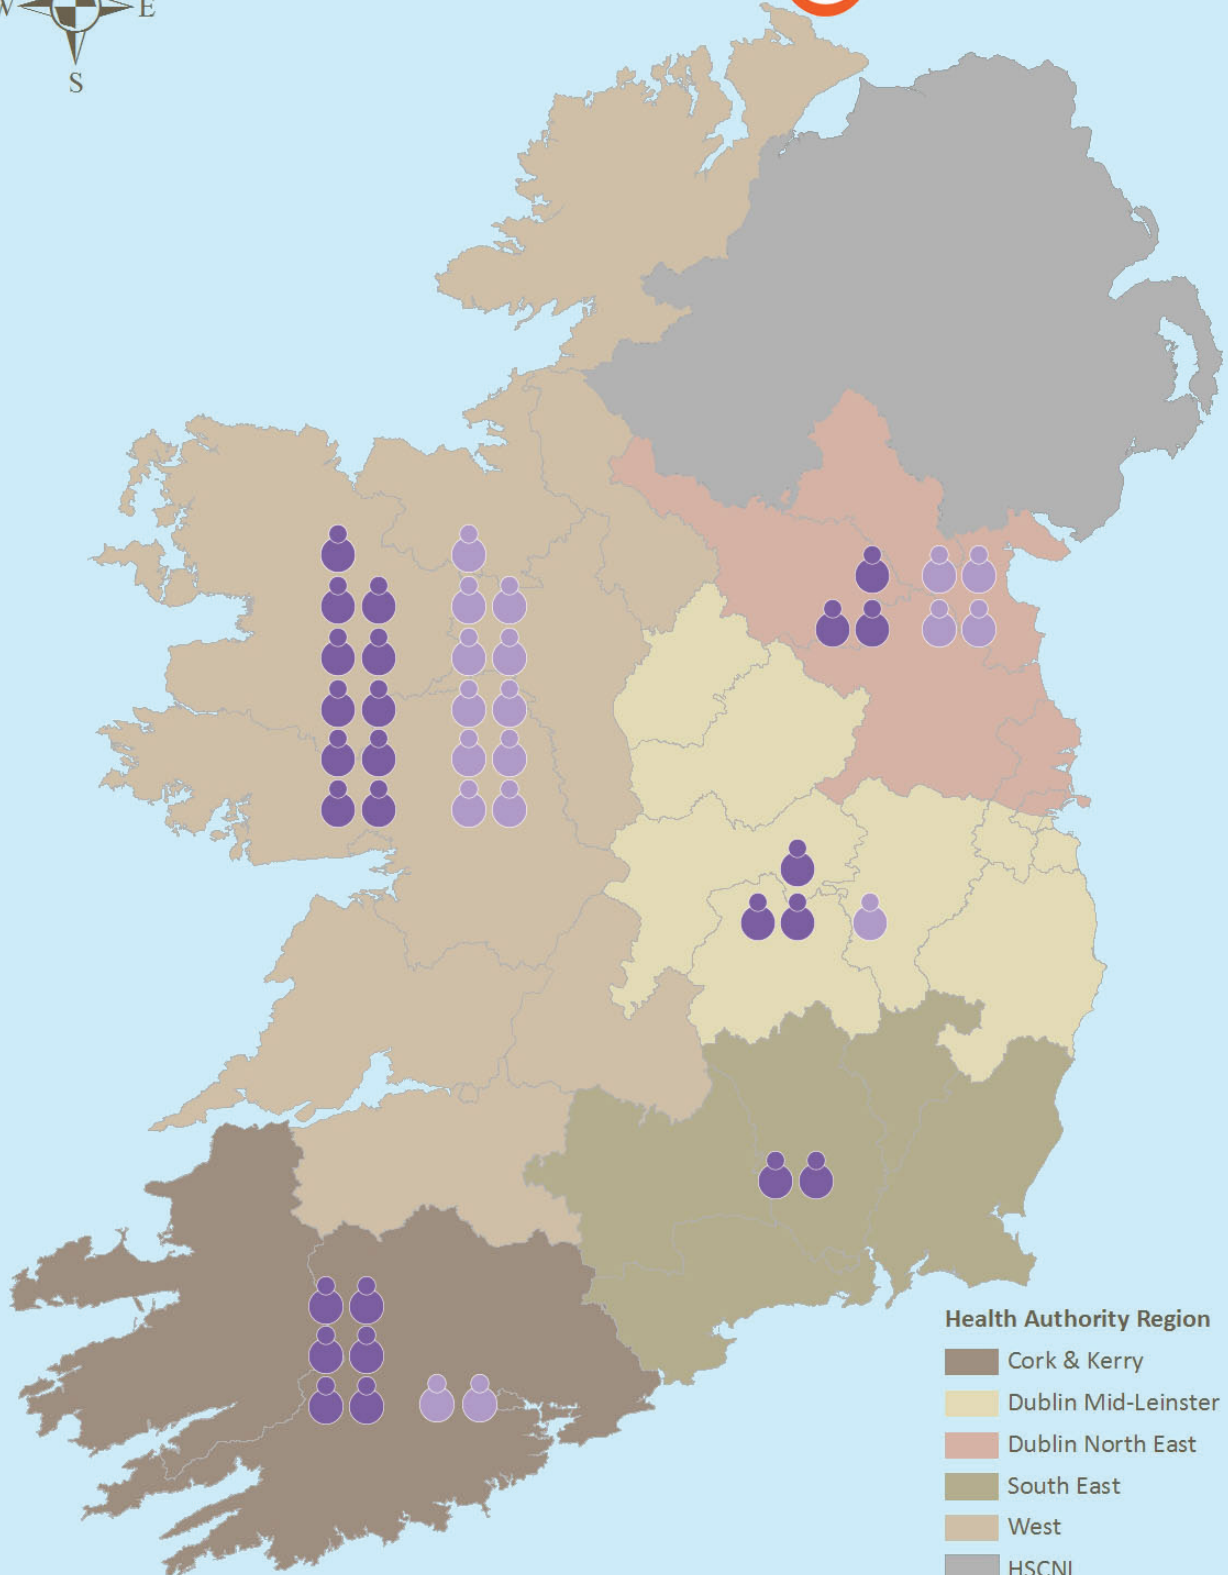 W E
S
Health Authority Region
Cork & Kerry
Dublin Mid-Leinster
Dublin North East
South East
West
HSCNI